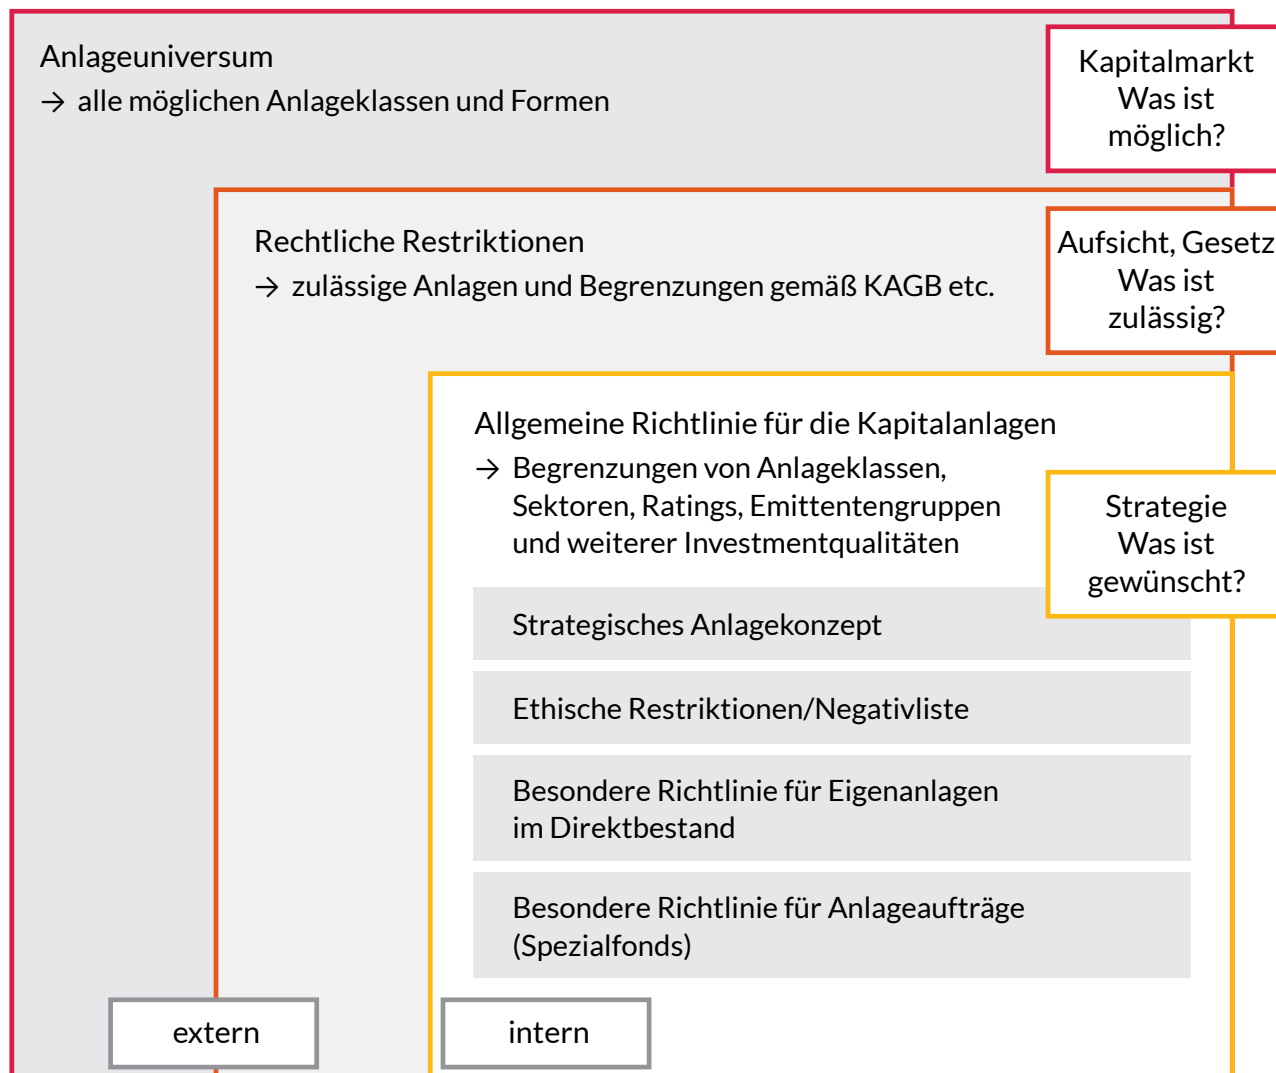 Anlageuniversum
→ alle möglichen Anlageklassen und Formen
Kapitalmarkt
Was ist
möglich?
Rechtliche Restriktionen
→ zulässige Anlagen und Begrenzungen gemäß KAGB etc.
Aufsicht, Gesetz
Was ist
zulässig?
Allgemeine Richtlinie für die Kapitalanlagen
→ Begrenzungen von Anlageklassen,
Sektoren, Ratings, Emittentengruppen
und weiterer Investmentqualitäten
Strategie
Was ist
gewünscht?
Strategisches Anlagekonzept
Ethische Restriktionen/Negativliste
Besondere Richtlinie für Eigenanlagen
im Direktbestand
Besondere Richtlinie für Anlageaufträge
(Spezialfonds)
extern
intern